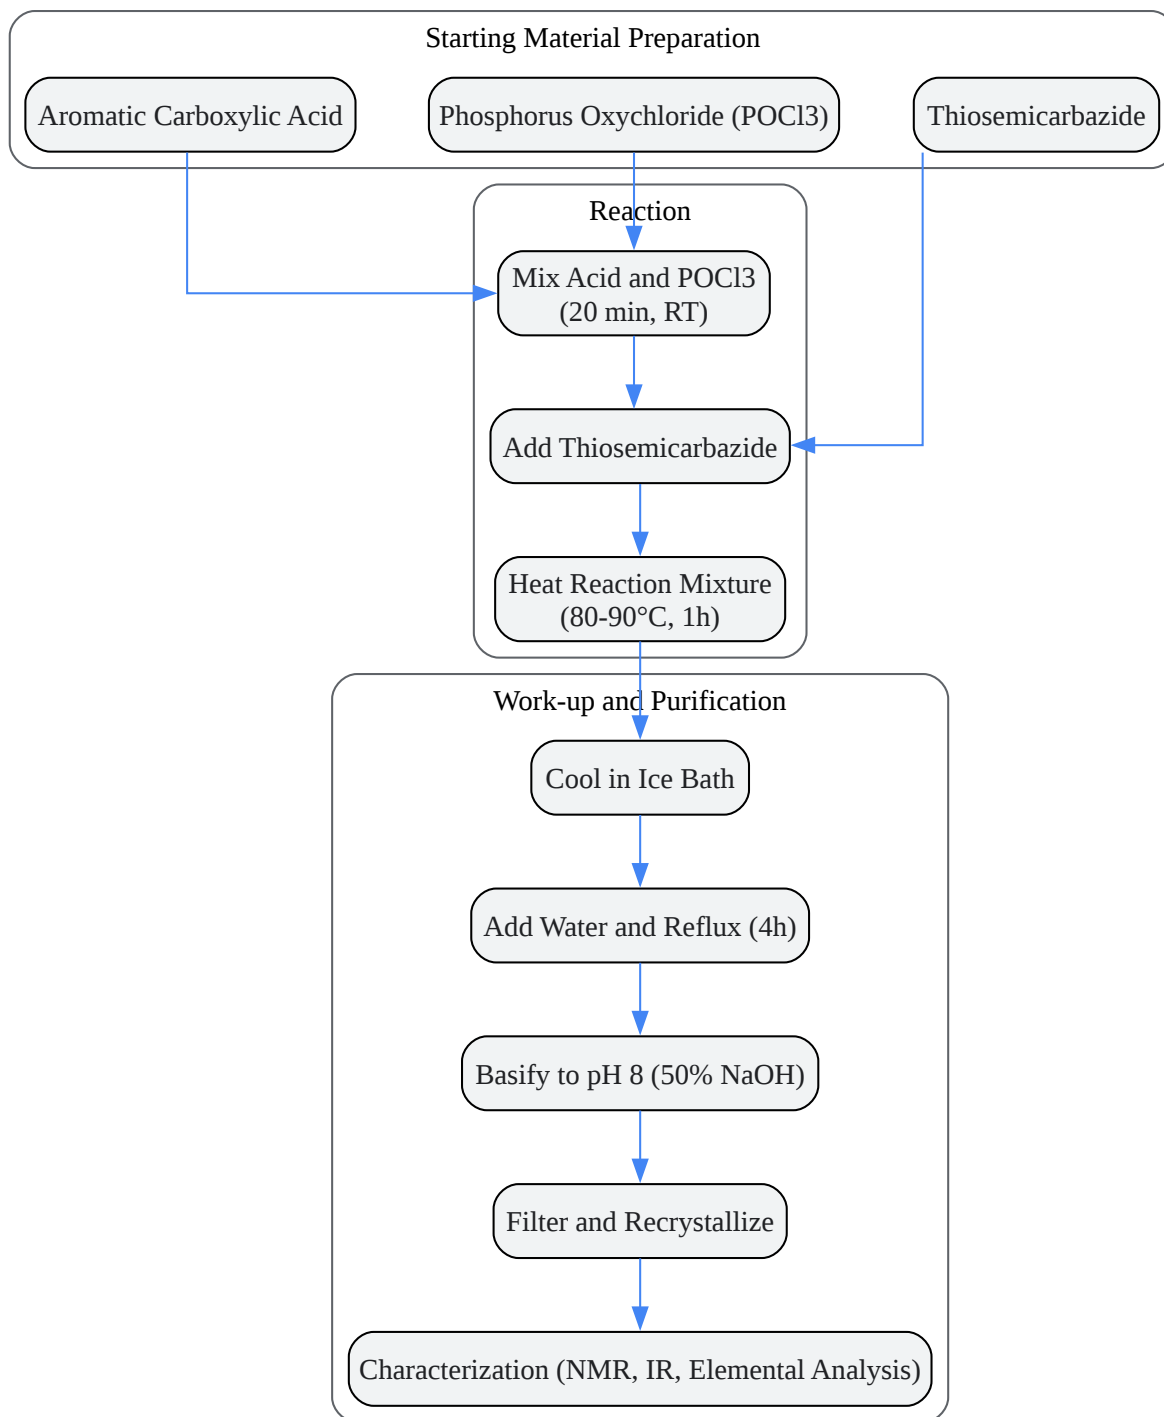 Starting Material Preparation
Aromatic Carboxylic Acid
Phosphorus Oxychloride (POCl3)
Thiosemicarbazide
Reaction
Mix Acid and POCl3
(20 min, RT)
Add Thiosemicarbazide
Heat Reaction Mixture
(80-90°C, 1h)
Work-up and Purification
Cool in Ice Bath
Add Water and Reflux (4h)
Basify to pH 8 (50% NaOH)
Filter and Recrystallize
Characterization (NMR, IR, Elemental Analysis)